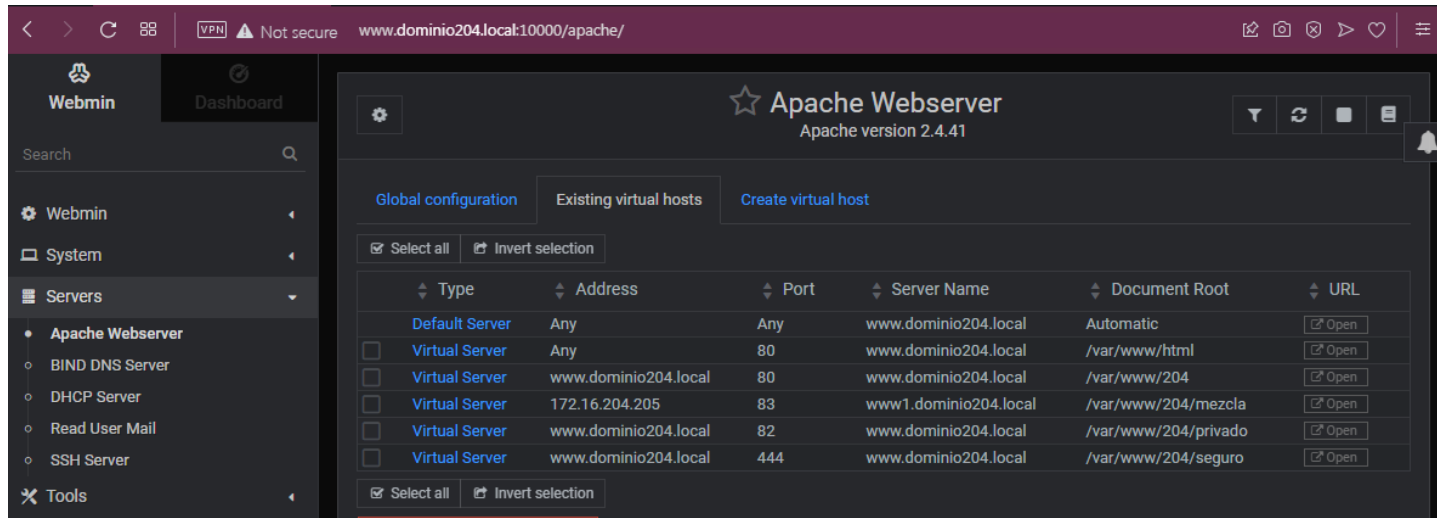 VPN Not secure www.dominio204.local:10000/apache/
Webmin
Dashboard
Search
Webmin
System
Servers
Apache Webserver
BIND DNS Server
DHCP Server
Read User Mail
SSH Server
Tools
Apache Webserver
Apache version 2.4.41
Global configuration Existing virtual hosts Create virtual host
Select all Invert selection
Type Address Port Server Name Document Root URL
Default Server Any Any www.dominio204.local Automatic Open
Virtual Server Any 80 www.dominio204.local /var/www/html Open
Virtual Server www.dominio204.local 80 www.dominio204.local /var/www/204 Open
Virtual Server 172.16.204.205 83 www1.dominio204.local /var/www/204/mezcla Open
Virtual Server www.dominio204.local 82 www.dominio204.local /var/www/204/privado Open
Virtual Server www.dominio204.local 444 www.dominio204.local /var/www/204/seguro Open
Select all Invert selection